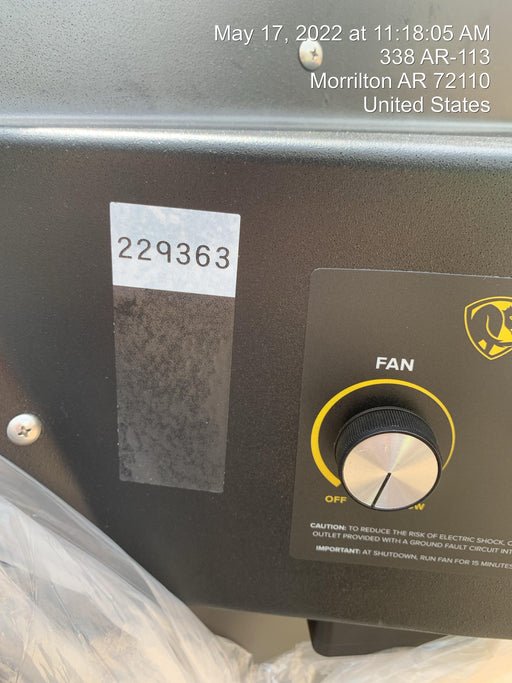 May 17, 2022 at 11:18:05 AM
338 AR-113
Morrilton AR 72110
United States
229363
FAN
OFF
CAUTION: TO REDUCE THE RISK OF ELECTRIC SHOCK,
OUTLET PROVIDED WITH A GROUND FAULT CIRCUIT
IMPORTANT: AT SHUTDOWN, RUN FAN FOR 15 MINUTES